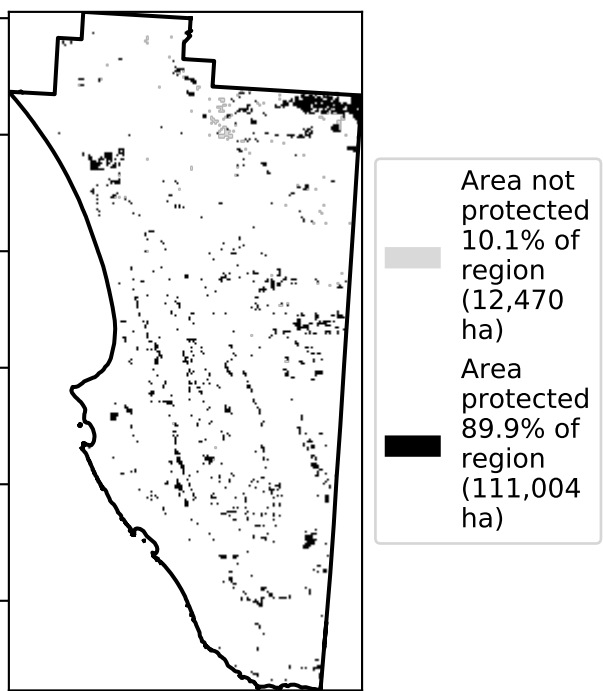 Area not
protected
10.1% of
region
(12,470
ha)
Area
protected
89.9% of
region
(111,004
ha)